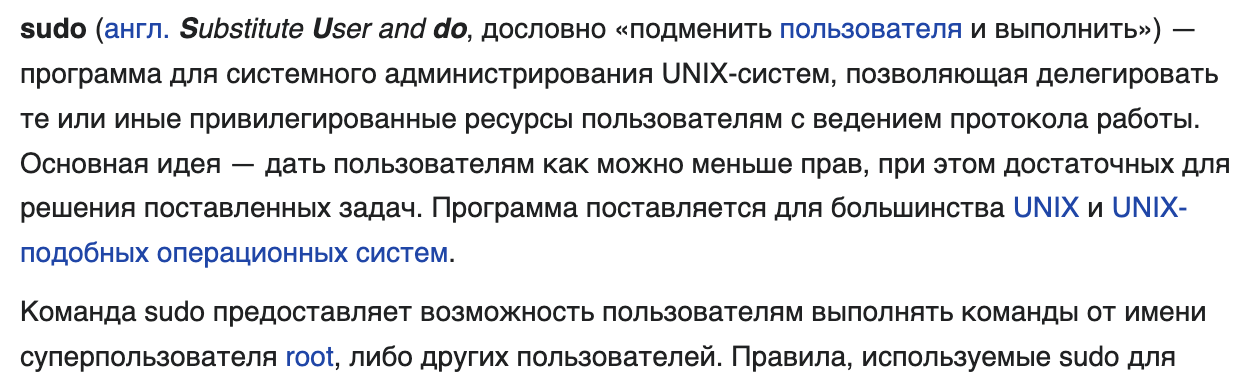 sudo (англ. Substitute User and do, дословно «подменить пользователя и выполнить») —
программа для системного администрирования UNIX-систем, позволяющая делегировать
те или иные привилегированные ресурсы пользователям с ведением протокола работы.
Основная идея — дать пользователям как можно меньше прав, при этом достаточных для
решения поставленных задач. Программа поставляется для большинства UNIX и UNIX-
подобных операционных систем.
Команда sudo предоставляет возможность пользователям выполнять команды от имени
суперпользователя root, либо других пользователей. Правила, используемые sudo для